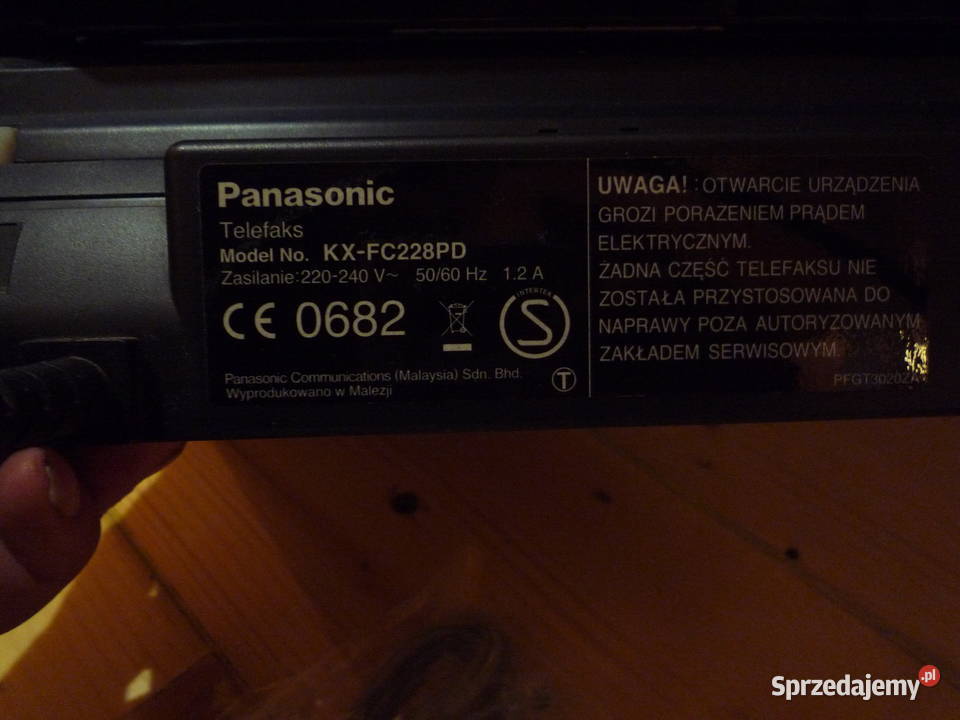 Panasonic
Telefaks
Model No. KX-FC228PD
Zasilanie:220-240 V~ 50/60 Hz 1.2 A
CE 0682
INTERTEK
S
Panasonic Communications (Malaysia) Sdn. Bhd.
Wyprodukowano w Malezji
T
UWAGA! : OTWARCIE URZĄDZENIA
GROZI PORAŻENIEM PRĄDEM
ELEKTRYCZNYM.
ŻADNA CZĘŚĆ TELEFAKSU NIE
ZOSTAŁA PRZYSTOSOWANA DO
NAPRAWY POZA AUTORYZOWANYM
ZAKŁADEM SERWISOWYM.
Sprzedajemy.pl